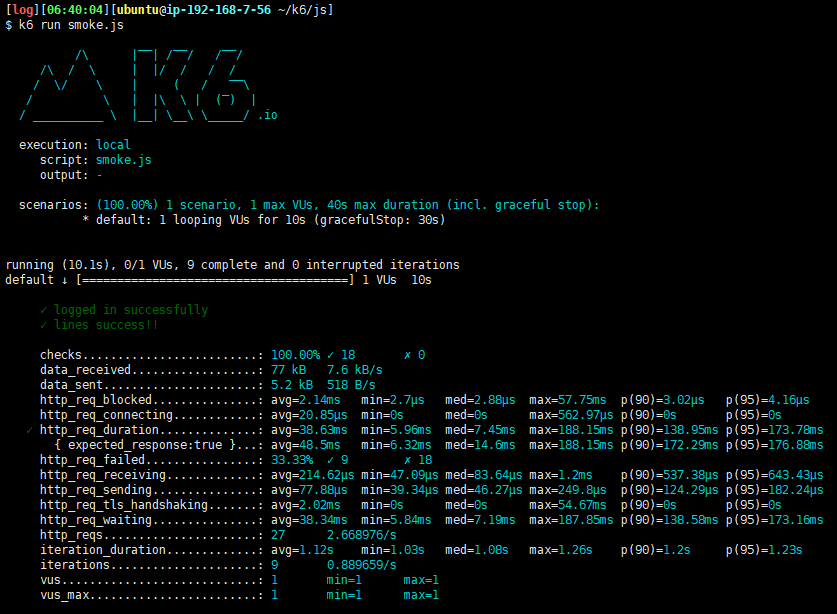 [log][06:40:04][ubuntu@ip-192-168-7-56 ~/k6/js]
$ k6 run smoke.js
          /\      |‾‾| /‾‾/   /‾‾/
     /\  /  \     |  |/  /   /  /
    /  \/    \    |     (   /   ‾‾\
   /          \   |  |\  \ |  (‾)  |
  / __________ \  |__| \__\ \_____/ .io
  execution: local
     script: smoke.js
     output: -
  scenarios: (100.00%) 1 scenario, 1 max VUs, 40s max duration (incl. graceful stop):
           * default: 1 looping VUs for 10s (gracefulStop: 30s)
running (10.1s), 0/1 VUs, 9 complete and 0 interrupted iterations
default ↓ [======================================] 1 VUs  10s
     ✓ logged in successfully
     ✓ lines success!!
     checks.........................: 100.00% ✓ 18       ✗ 0
     data_received..................: 77 kB   7.6 kB/s
     data_sent......................: 5.2 kB  518 B/s
     http_req_blocked...............: avg=2.14ms   min=2.7µs   med=2.88µs  max=57.75ms  p(90)=3.02µs   p(95)=4.16µs
     http_req_connecting............: avg=20.85µs  min=0s      med=0s      max=562.97µs p(90)=0s       p(95)=0s
   ✓ http_req_duration..............: avg=38.63ms  min=5.96ms  med=7.45ms  max=188.15ms p(90)=138.95ms p(95)=173.78ms
       { expected_response:true }...: avg=48.5ms   min=6.32ms  med=14.6ms  max=188.15ms p(90)=172.29ms p(95)=176.88ms
     http_req_failed................: 33.33%  ✓ 9        ✗ 18
     http_req_receiving.............: avg=214.62µs min=47.09µs med=83.64µs max=1.2ms    p(90)=537.38µs p(95)=643.43µs
     http_req_sending...............: avg=77.88µs  min=39.34µs med=46.27µs max=249.8µs  p(90)=124.29µs p(95)=182.24µs
     http_req_tls_handshaking.......: avg=2.02ms   min=0s      med=0s      max=54.67ms  p(90)=0s       p(95)=0s
     http_req_waiting...............: avg=38.34ms  min=5.84ms  med=7.19ms  max=187.85ms p(90)=138.58ms p(95)=173.16ms
     http_reqs......................: 27      2.668976/s
     iteration_duration.............: avg=1.12s    min=1.03s   med=1.08s   max=1.26s    p(90)=1.2s     p(95)=1.23s
     iterations.....................: 9       0.889659/s
     vus............................: 1       min=1      max=1
     vus_max........................: 1       min=1      max=1